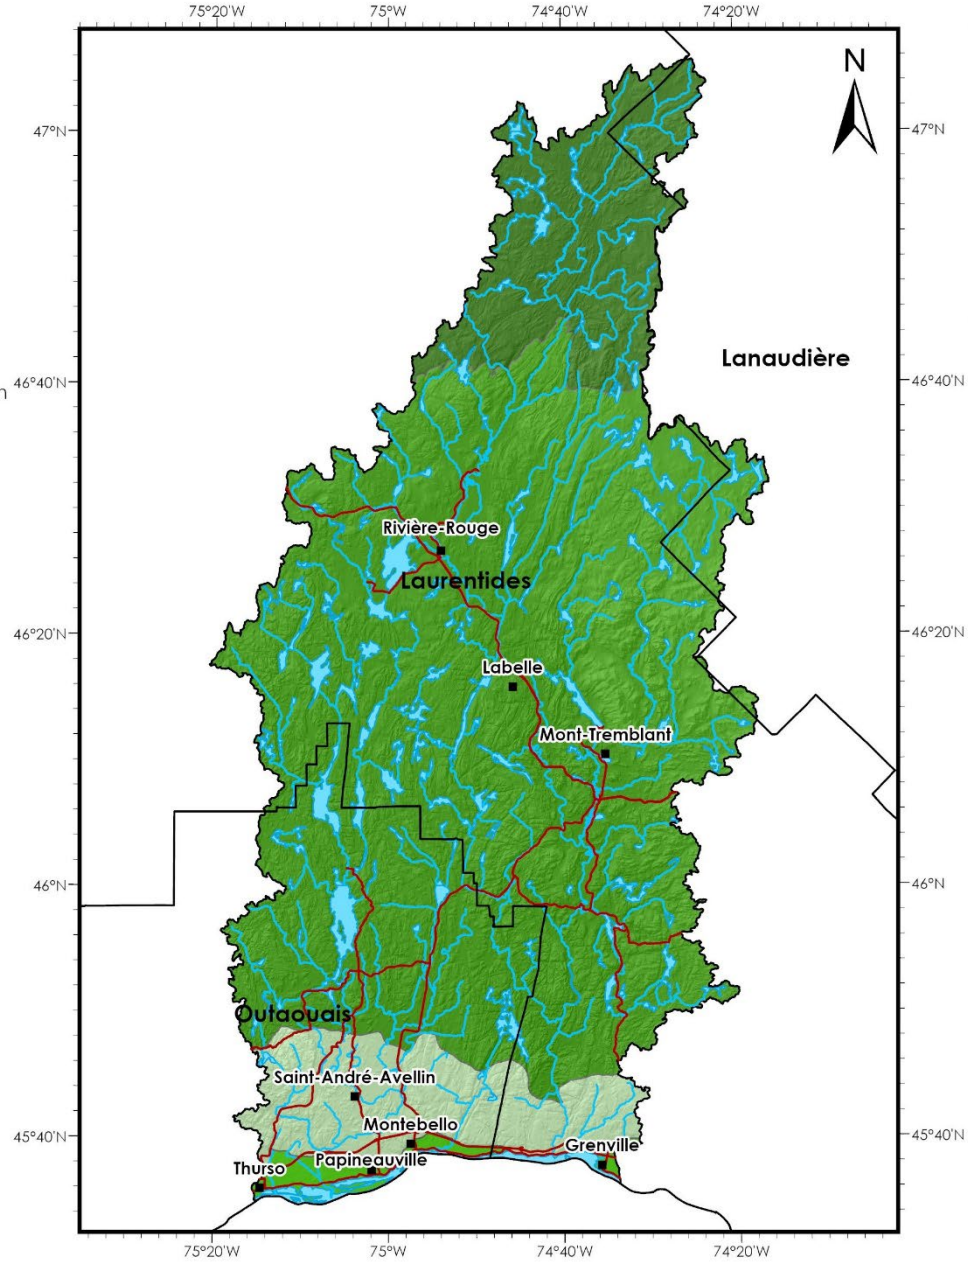 75°20'W 75°W 74°40'W 74°20'W
N
47°N 47°N
Lanaudière
46°40'N 46°40'N
n
Rivière-Rouge
Laurentides
46°20'N 46°20'N
Labelle
Mont-Tremblant
46°N 46°N
Outaouais
Saint-André-Avellin
Montebello
45°40'N 45°40'N
Grenville
Papineauville
Thurso
75°20'W 75°W 74°40'W 74°20'W